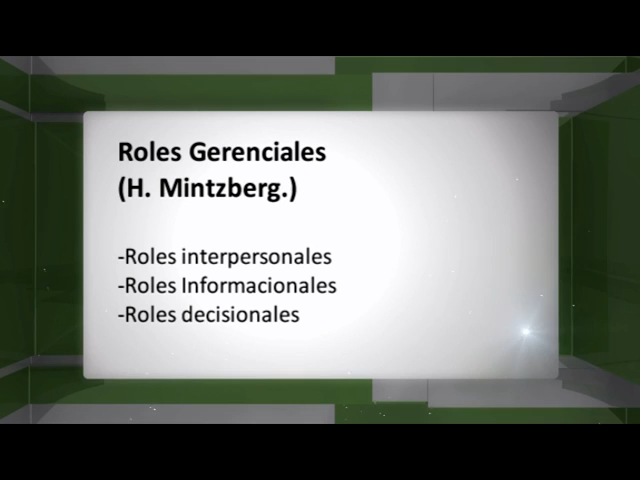 Roles Gerenciales
(H. Mintzberg.)
-Roles interpersonales
-Roles Informacionales
-Roles decisionales